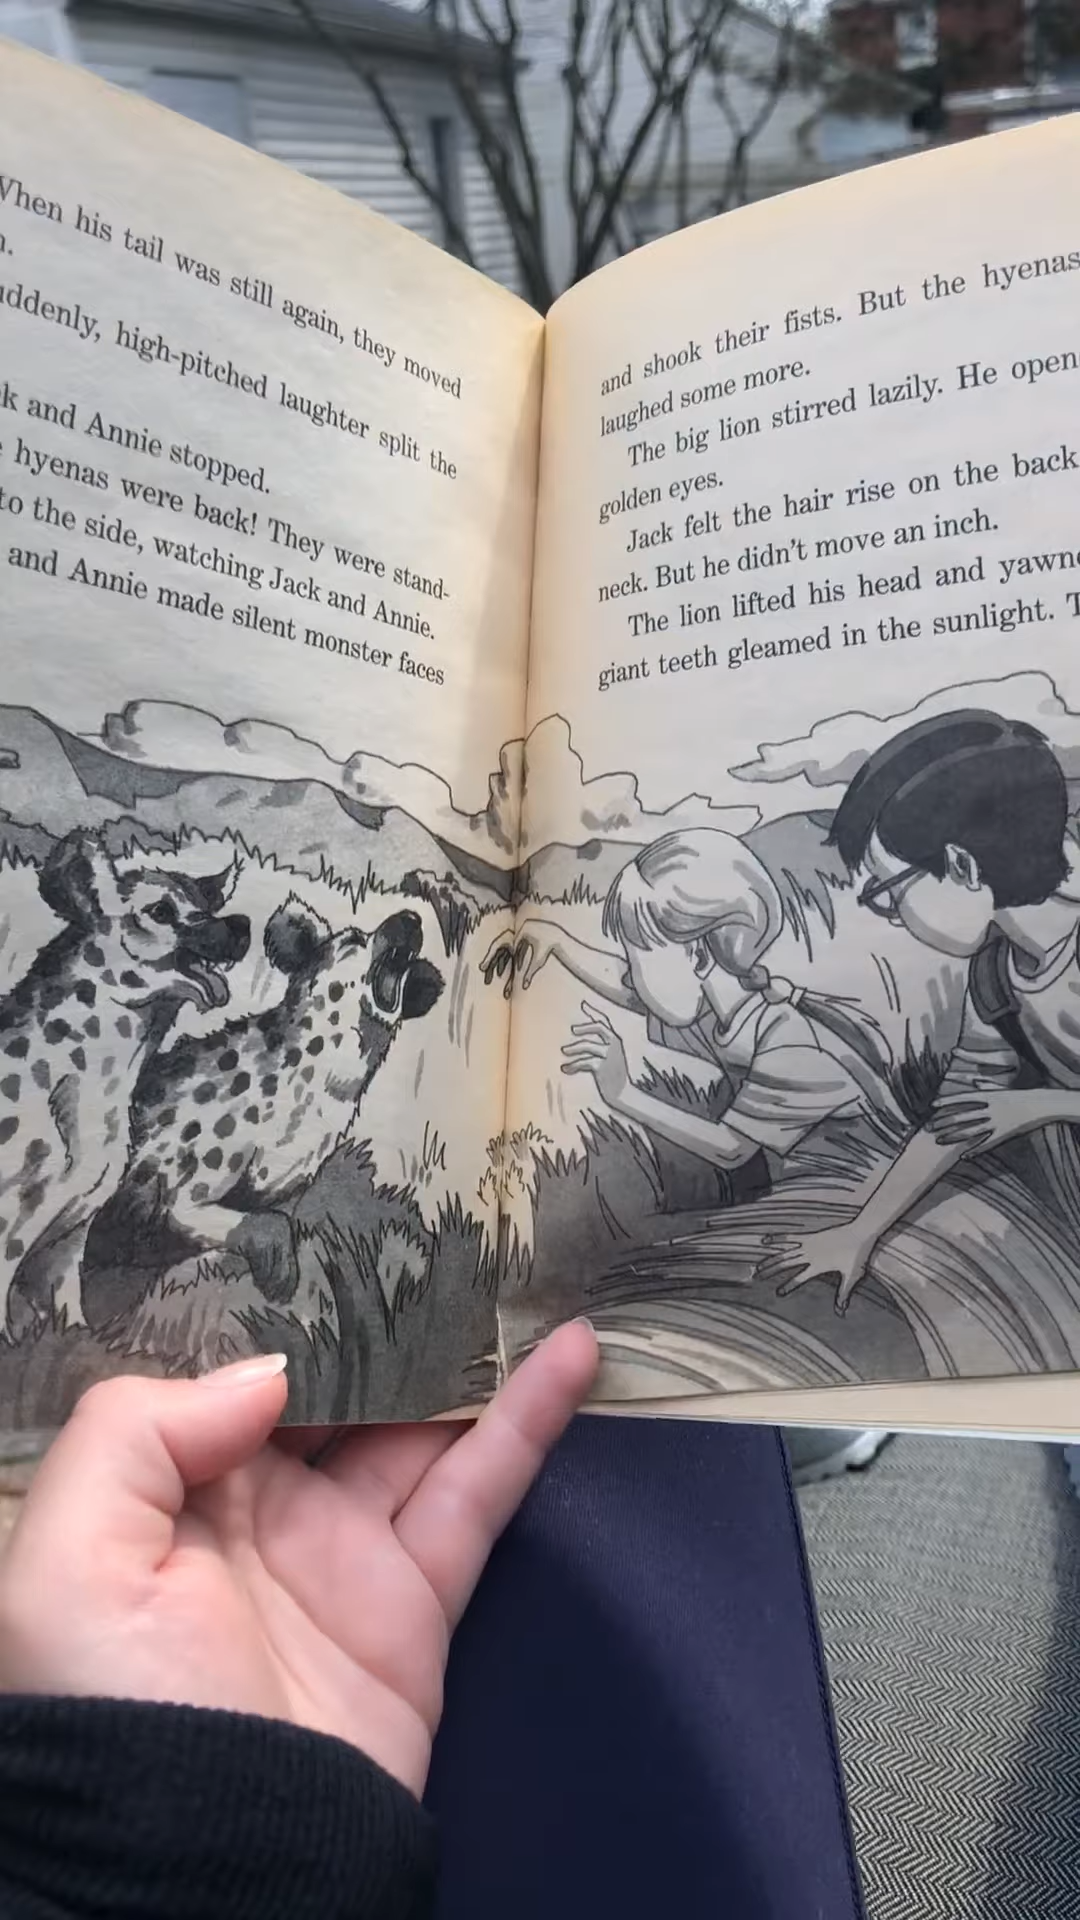 When his tail was still again, they moved
high-pitched laughter split the
and Annie stopped.
hyenas were back! They were stand-
to the side, watching Jack and Annie.
and Annie made silent monster faces
and shook their fists. But the hyenas
laughed some more.
The big lion stirred lazily. He open
golden eyes.
Jack felt the hair rise on the back
neck. But he didn't move an inch.
The lion lifted his head and yawn
giant teeth gleamed in the sunlight.